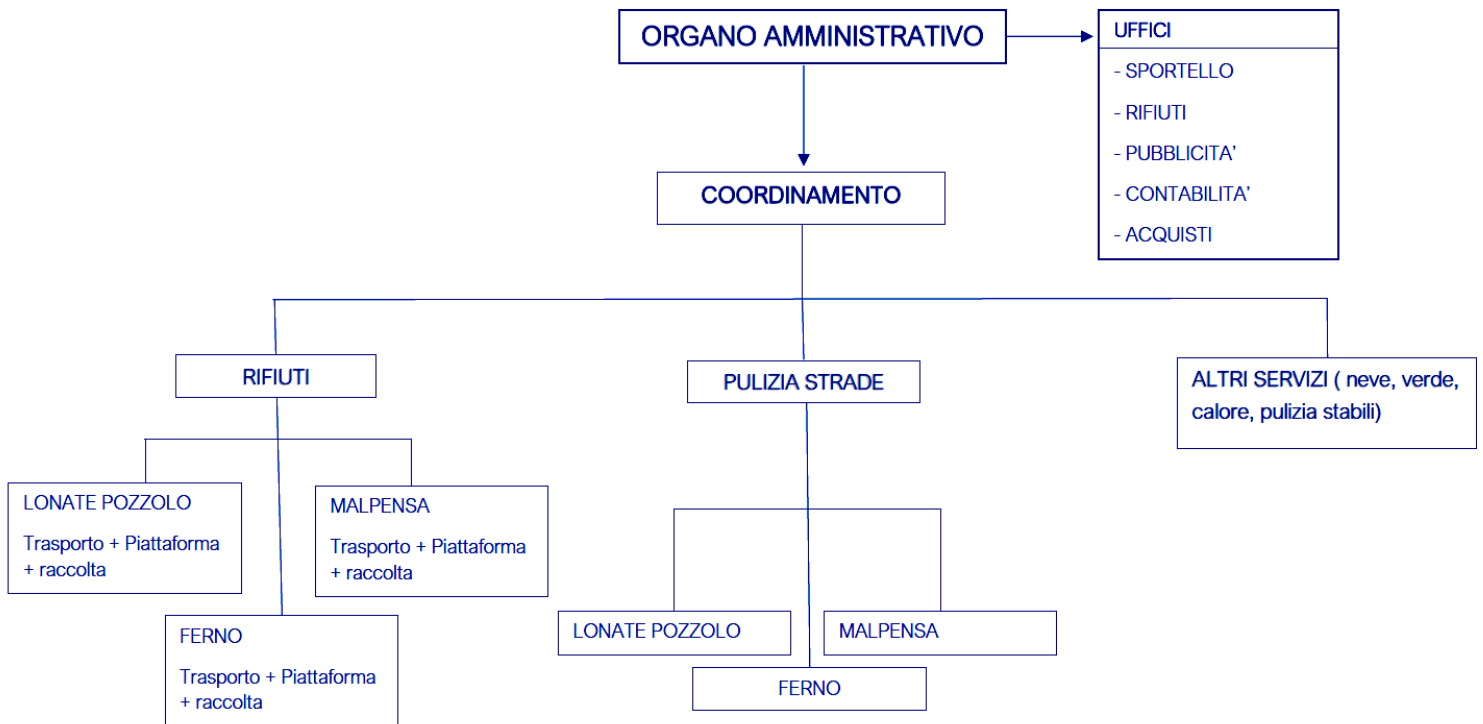 ORGANO AMMINISTRATIVO
UFFICI
- SPORTELLO
- RIFIUTI
- PUBBLICITA’
- CONTABILITA’
- ACQUISTI
COORDINAMENTO
RIFIUTI
PULIZIA STRADE
ALTRI SERVIZI ( neve, verde,
calore, pulizia stabili)
LONATE POZZOLO
Trasporto + Piattaforma
+ raccolta
MALPENSA
Trasporto + Piattaforma
+ raccolta
FERNO
Trasporto + Piattaforma
+ raccolta
LONATE POZZOLO
MALPENSA
FERNO